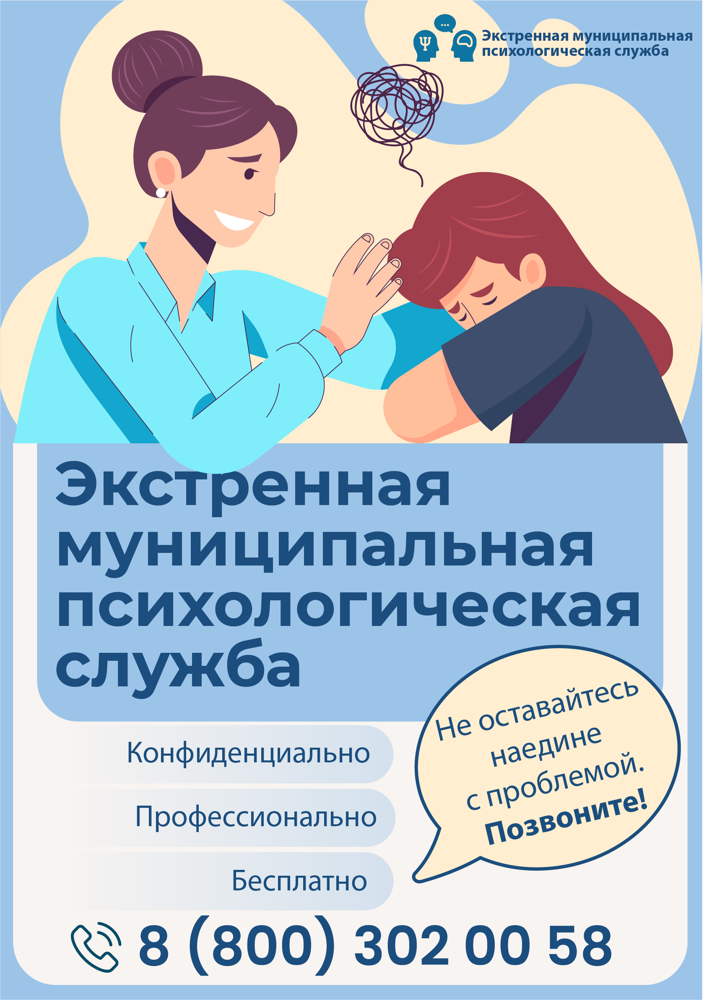 Экстренная муниципальная
психологическая служба
Экстренная
муниципальная
психологическая
служба
Не оставайтесь
наедине
с проблемой.
Позвоните!
Конфиденциально
Профессионально
Бесплатно
8 (800) 302 00 58